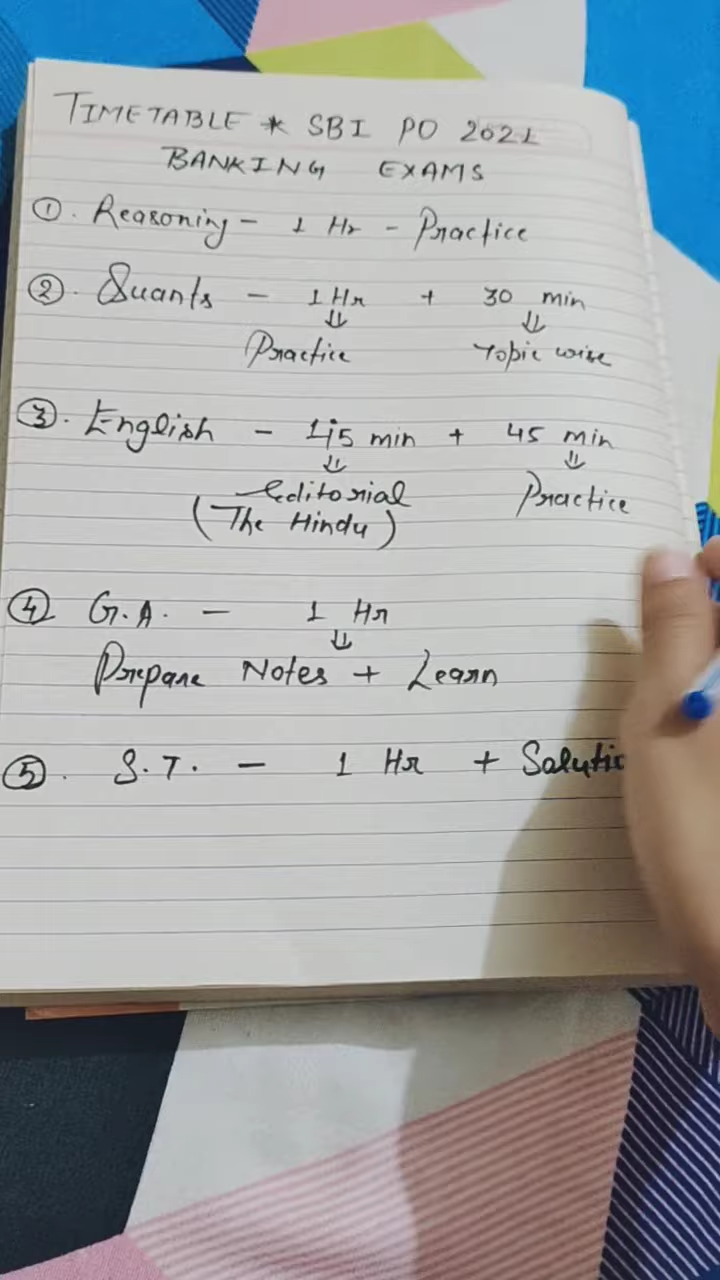 TIMETABLE * SBI PO 2021
BANKING EXAMS
①. Reasoning - 1 Hr - Practice
②. Quants - 1 Hr + 30 min
⇓ ⇓
Practice Topic wise
③. English - 15 min + 45 min
⇓ ⇓
Editorial Practice
(The Hindu)
④ G.A. - 1 Hr
⇓
Prepare Notes + Learn
⑤. S.T. - 1 Hr + Solutio